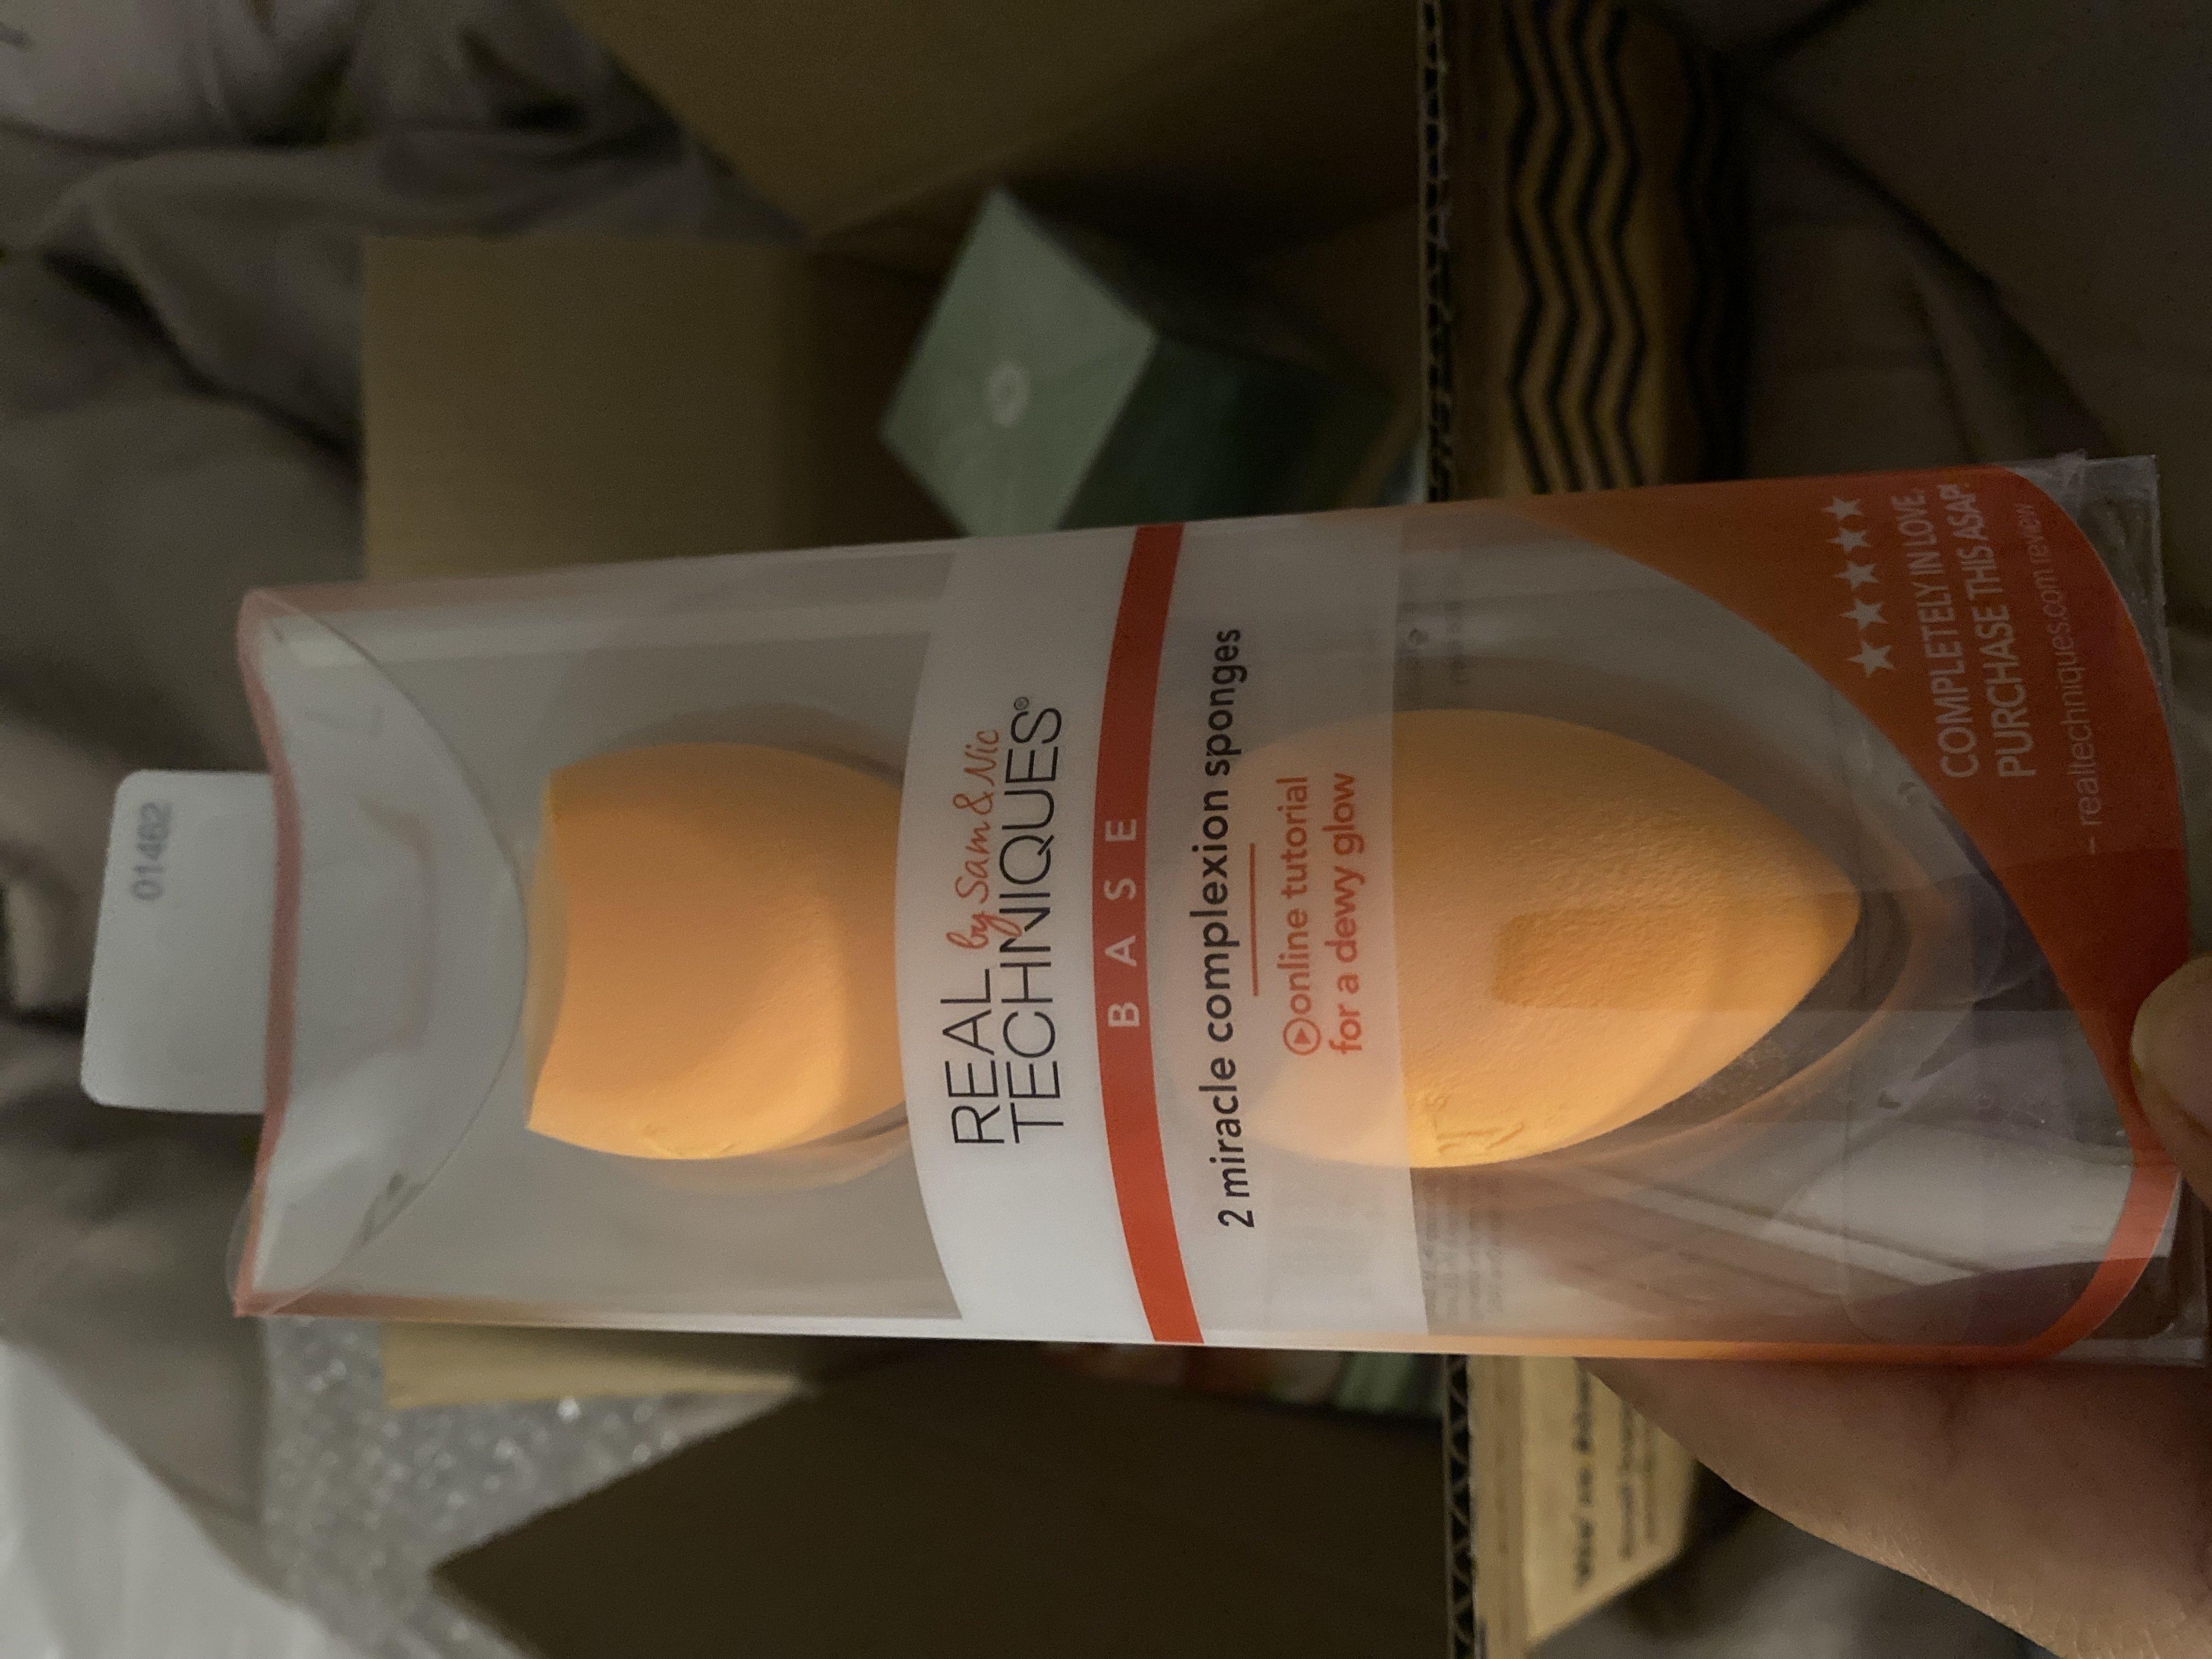 01462
REAL by Sam & Nic
TECHNIQUES®
BASE
2 miracle complexion sponges
online tutorial
for a dewy glow
COMPLETELY IN LOVE.
PURCHASE THIS ASAP!
– realtechniques.com review